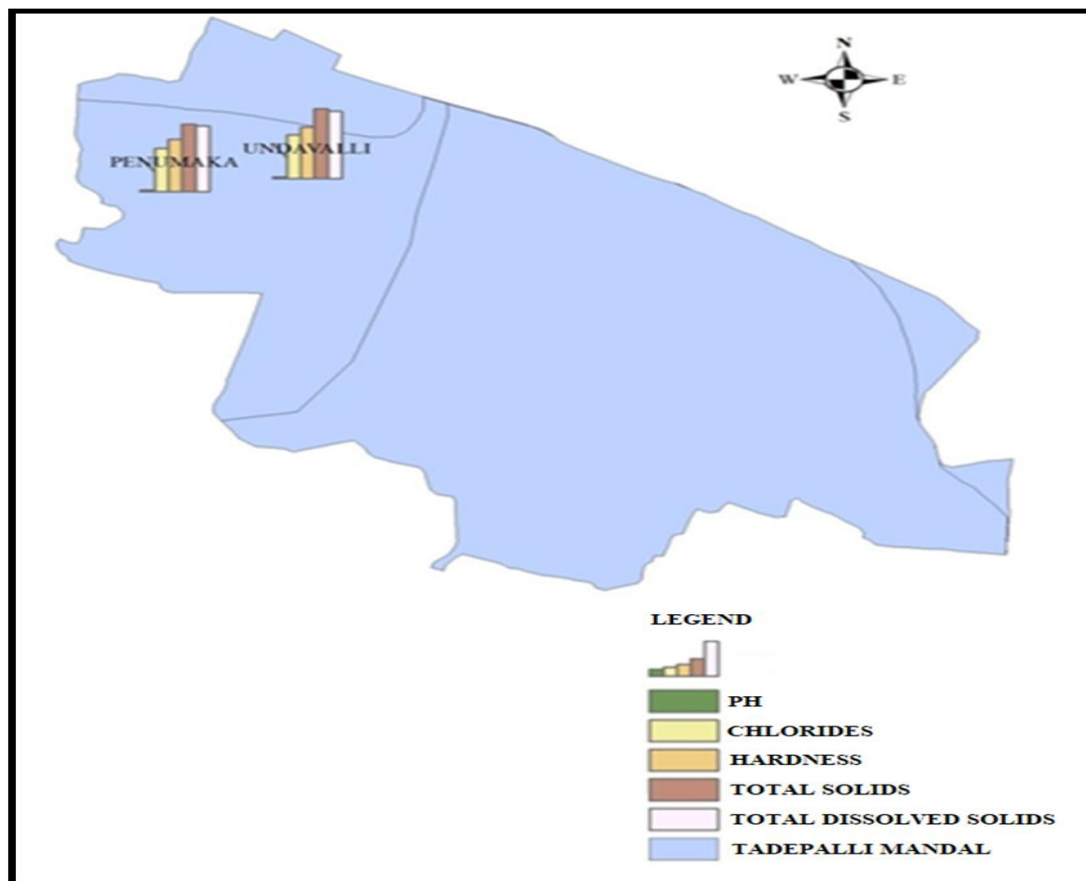 N
W E
S
UNDAVALLI
PENUMAKA
LEGEND
PH
CHLORIDES
HARDNESS
TOTAL SOLIDS
TOTAL DISSOLVED SOLIDS
TADEPALLI MANDAL